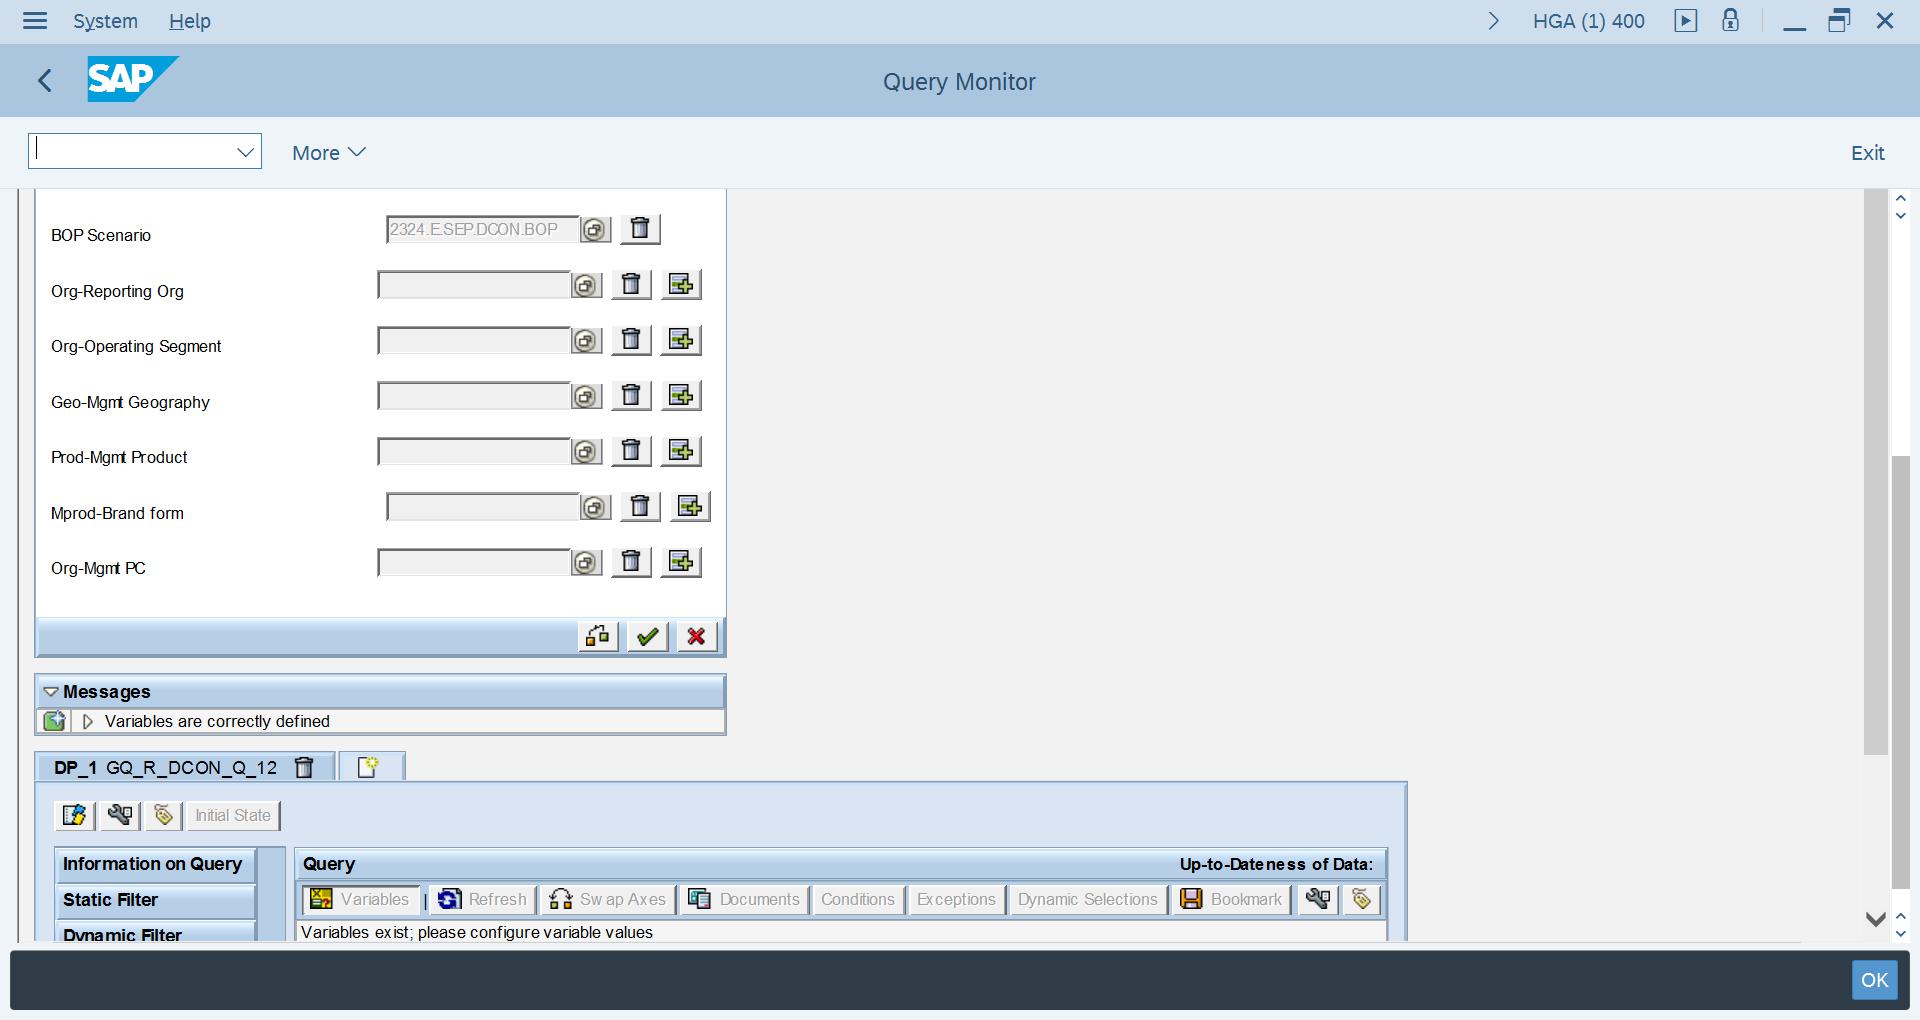 System Help HGA (1) 400
SAP Query Monitor
More Exit
BOP Scenario 2324.E.SEP.DCON.BOP
Org-Reporting Org
Org-Operating Segment
Geo-Mgmt Geography
Prod-Mgmt Product
Mprod-Brand form
Org-Mgmt PC
Messages
Variables are correctly defined
DP_1 GQ_R_DCON_Q_12
Initial State
Information on Query
Static Filter
Dynamic Filter
Query Up-to-Dateness of Data:
Variables Refresh Swap Axes Documents Conditions Exceptions Dynamic Selections Bookmark
Variables exist; please configure variable values
OK